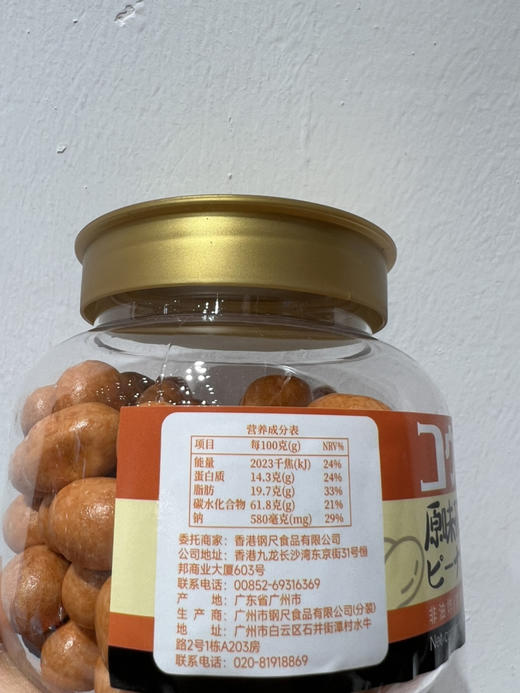 营养成分表
项目 每100克(g) NRV%
能量 2023千焦(kJ) 24%
蛋白质 14.3克(g) 24%
脂肪 19.7克(g) 33%
碳水化合物 61.8克(g) 21%
钠 580毫克(mg) 29%
委托商家：香港钢尺食品有限公司
公司地址：香港九龙长沙湾东京街31号恒
邦商业大厦603号
联系电话：00852-69316369
产 地：广东省广州市
生 产 商：广州市钢尺食品有限公司(分装)
地 址：广州市白云区石井街潭村水牛
路2号1栋A203房
联系电话：020-81918869
コ
原味
ピー
非油
Net